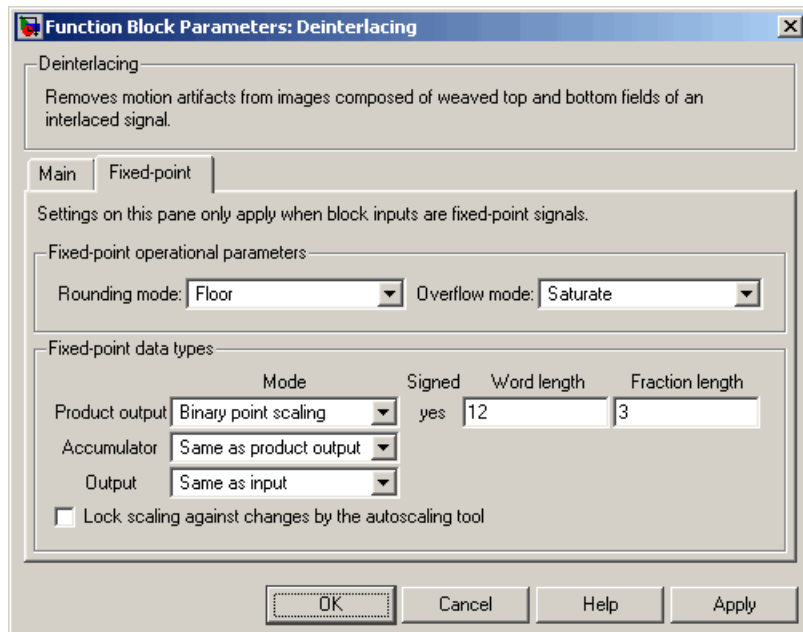 Function Block Parameters: Deinterlacing
Deinterlacing
Removes motion artifacts from images composed of weaved top and bottom fields of an
interlaced signal.
Main Fixed-point
Settings on this pane only apply when block inputs are fixed-point signals.
Fixed-point operational parameters
Rounding mode: Floor Overflow mode: Saturate
Fixed-point data types
Mode Signed Word length Fraction length
Product output Binary point scaling yes 12 3
Accumulator Same as product output
Output Same as input
Lock scaling against changes by the autoscaling tool
OK Cancel Help Apply